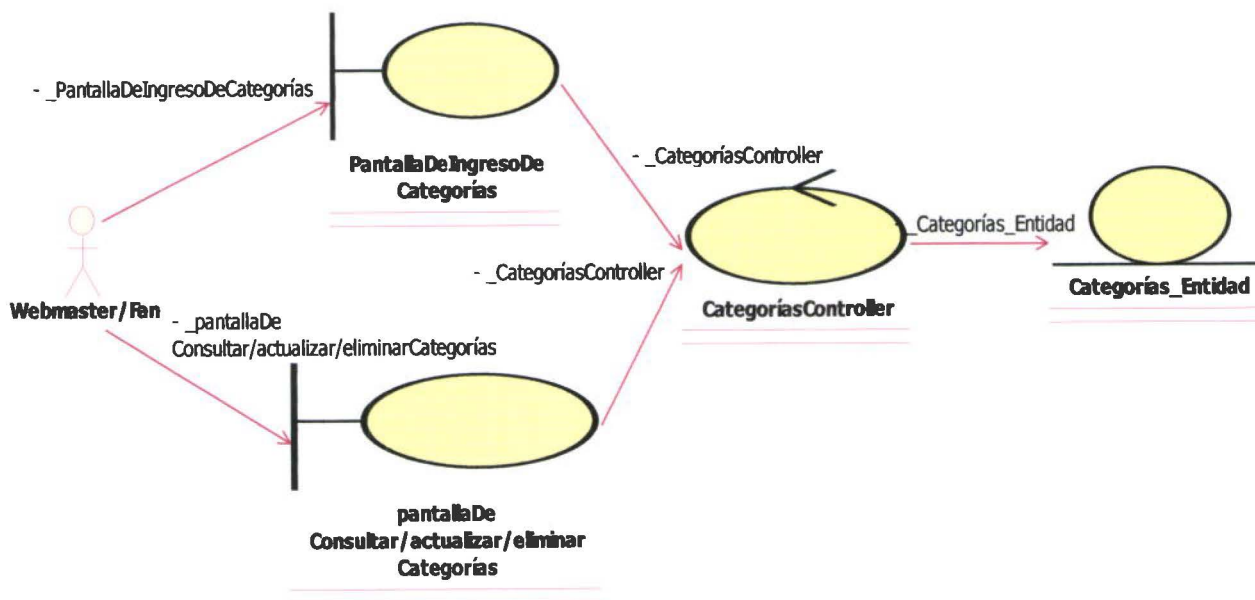 - _PantallaDeIngresoDeCategorías
PantallaDeIngresoDe
Categorías
- _CategoríasController
- _Categorías_Entidad
- _CategoríasController
Categorías_Entidad
CategoríasController
Webmaster/Fan
- _pantallaDe
Consultar/actualizar/eliminarCategorías
pantallaDe
Consultar/actualizar/eliminar
Categorías